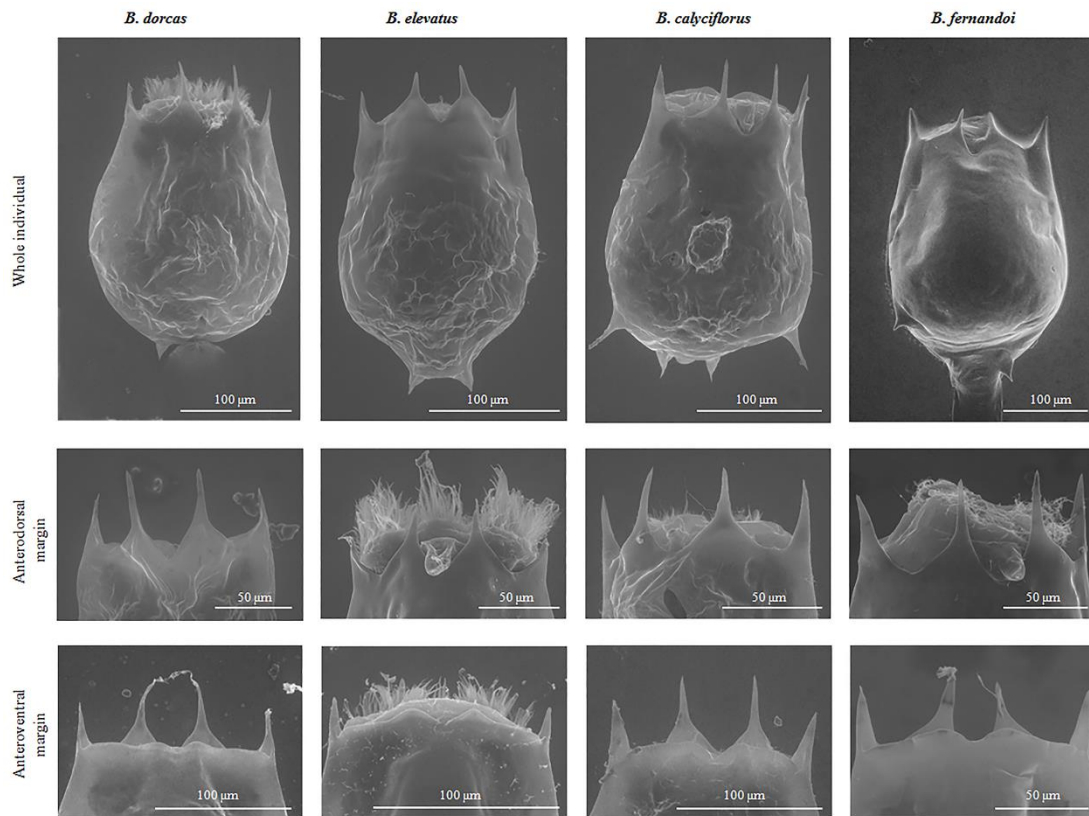 B. dorcas
B. elevatus
B. calyciflorus
B. fernandoi
Whole individual
100 µm
100 µm
100 µm
100 µm
Anterodorsal
margin
50 µm
50 µm
50 µm
50 µm
Anteroventral
margin
100 µm
100 µm
100 µm
50 µm